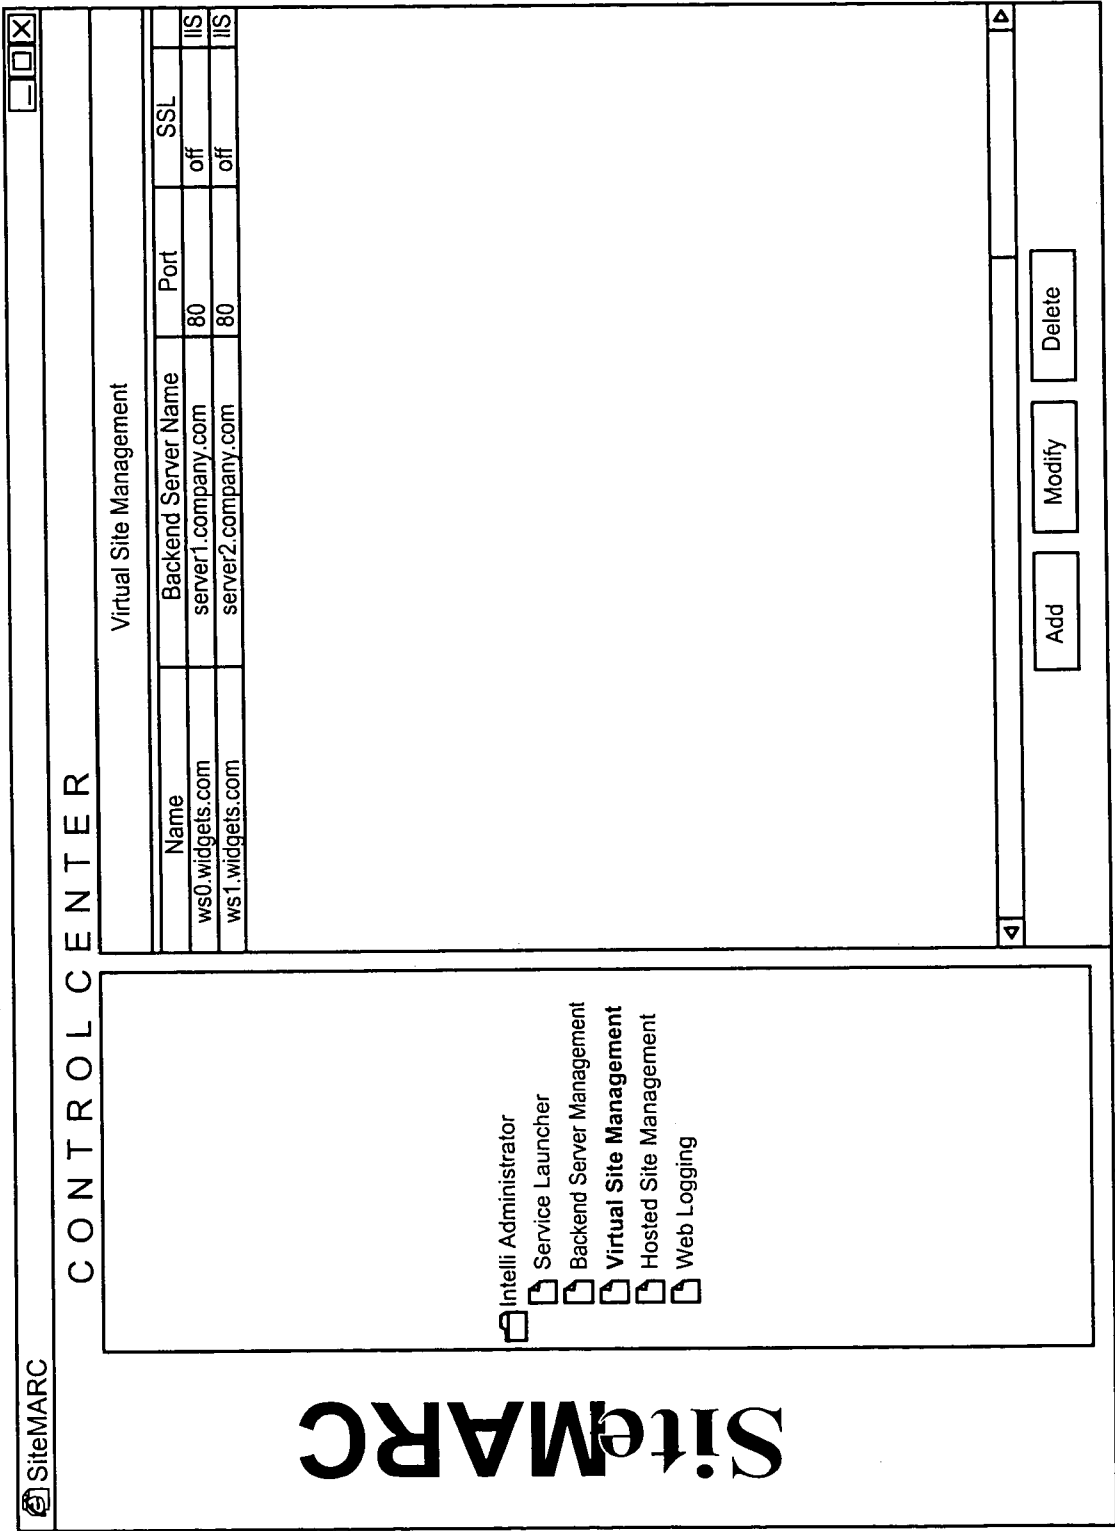 SiteMARC
CONTROL CENTER
SiteMARC
Intelli Administrator
Service Launcher
Backend Server Management
Virtual Site Management
Hosted Site Management
Web Logging
Virtual Site Management
Name Backend Server Name Port SSL
ws0.widgets.com server1.company.com 80 off IIS
ws1.widgets.com server2.company.com 80 off IIS
Add Modify Delete